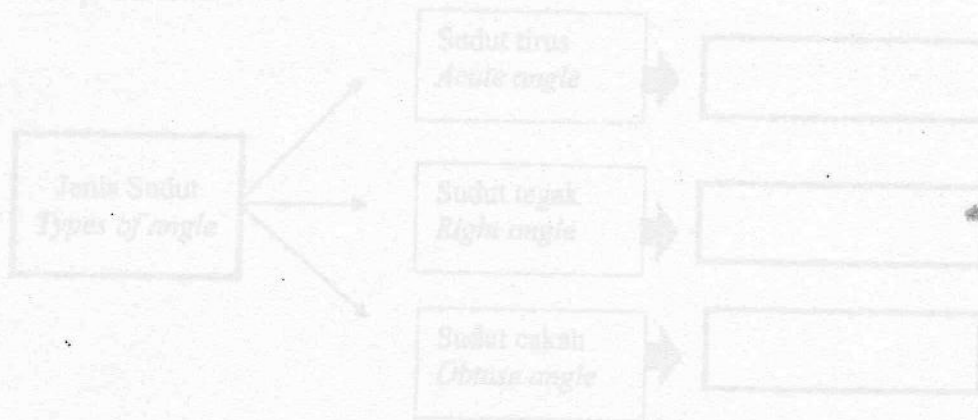 Sudut tirus
Acute angle
Jenis Sudut
Types of angle
Sudut tegak
Right angle
Sudut cakah
Obtuse angle